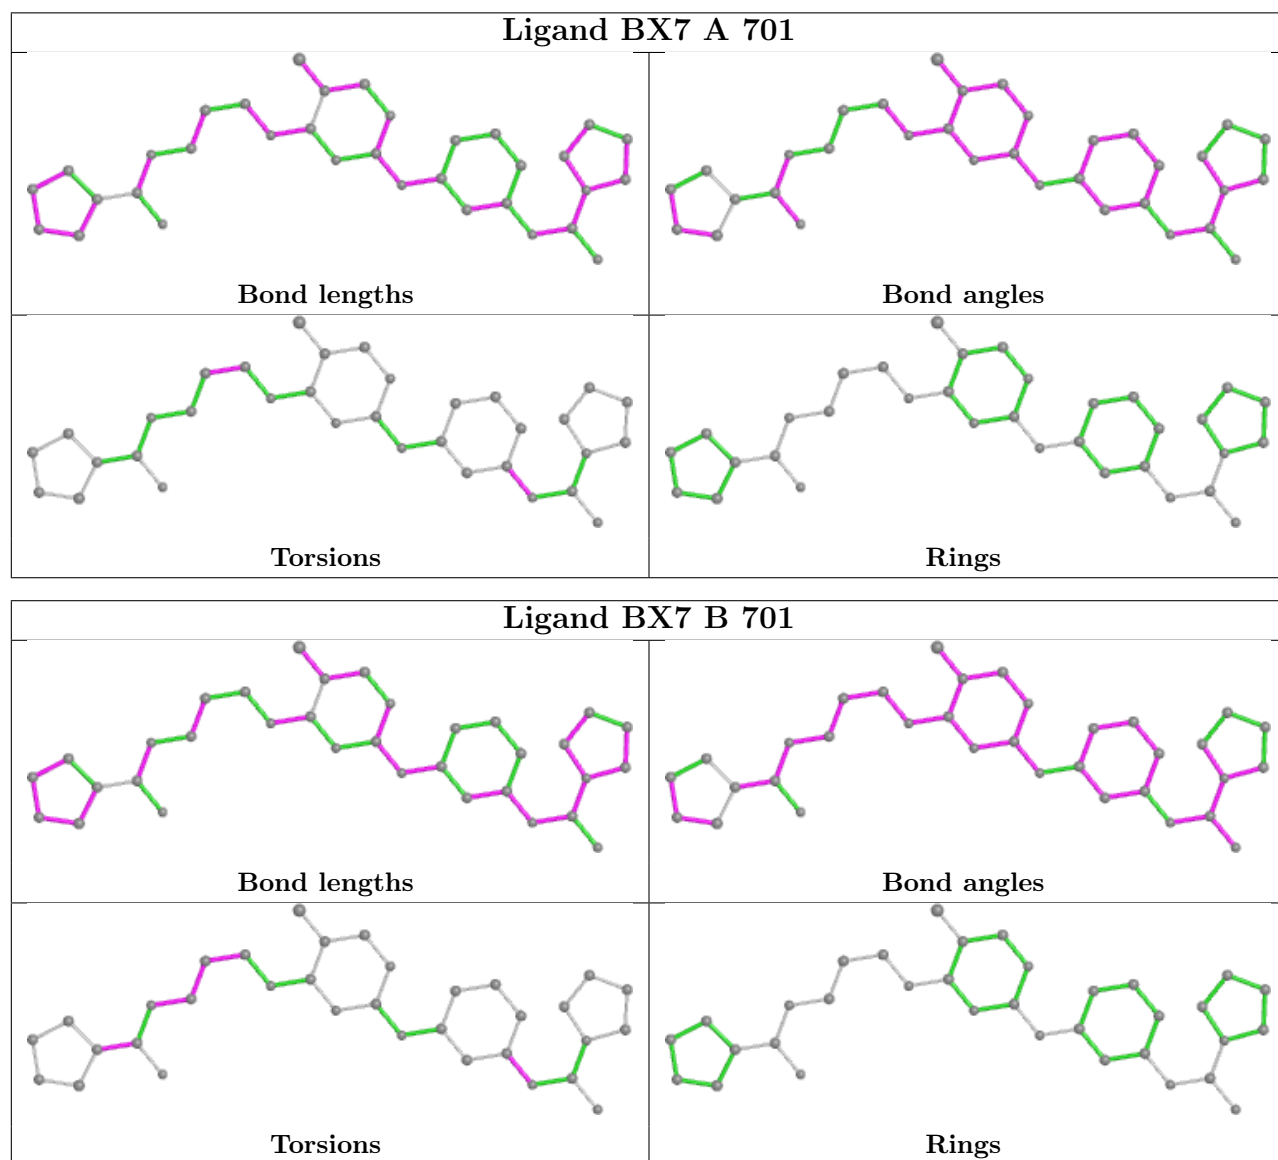 Ligand BX7 A 701
Bond lengths
Bond angles
Torsions
Rings
Ligand BX7 B 701
Bond lengths
Bond angles
Torsions
Rings